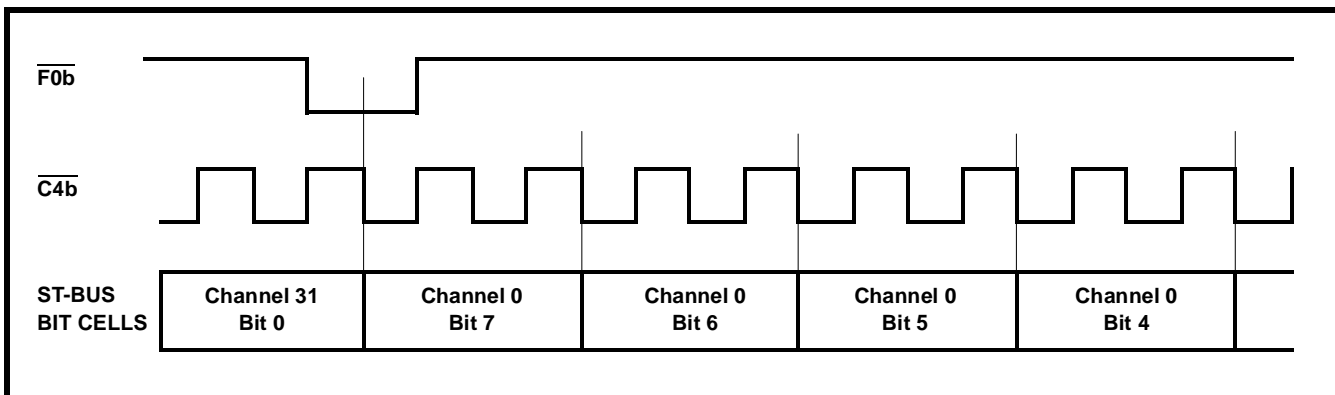 F0b
C4b
ST-BUS
BIT CELLS
Channel 31
Bit 0
Channel 0
Bit 7
Channel 0
Bit 6
Channel 0
Bit 5
Channel 0
Bit 4